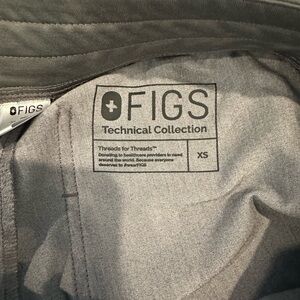 FIGS
FIGS
Technical Collection
Threads for Threads™
Donating to healthcare providers in need
around the world. Because everyone
deserves to #wearFIGS
XS